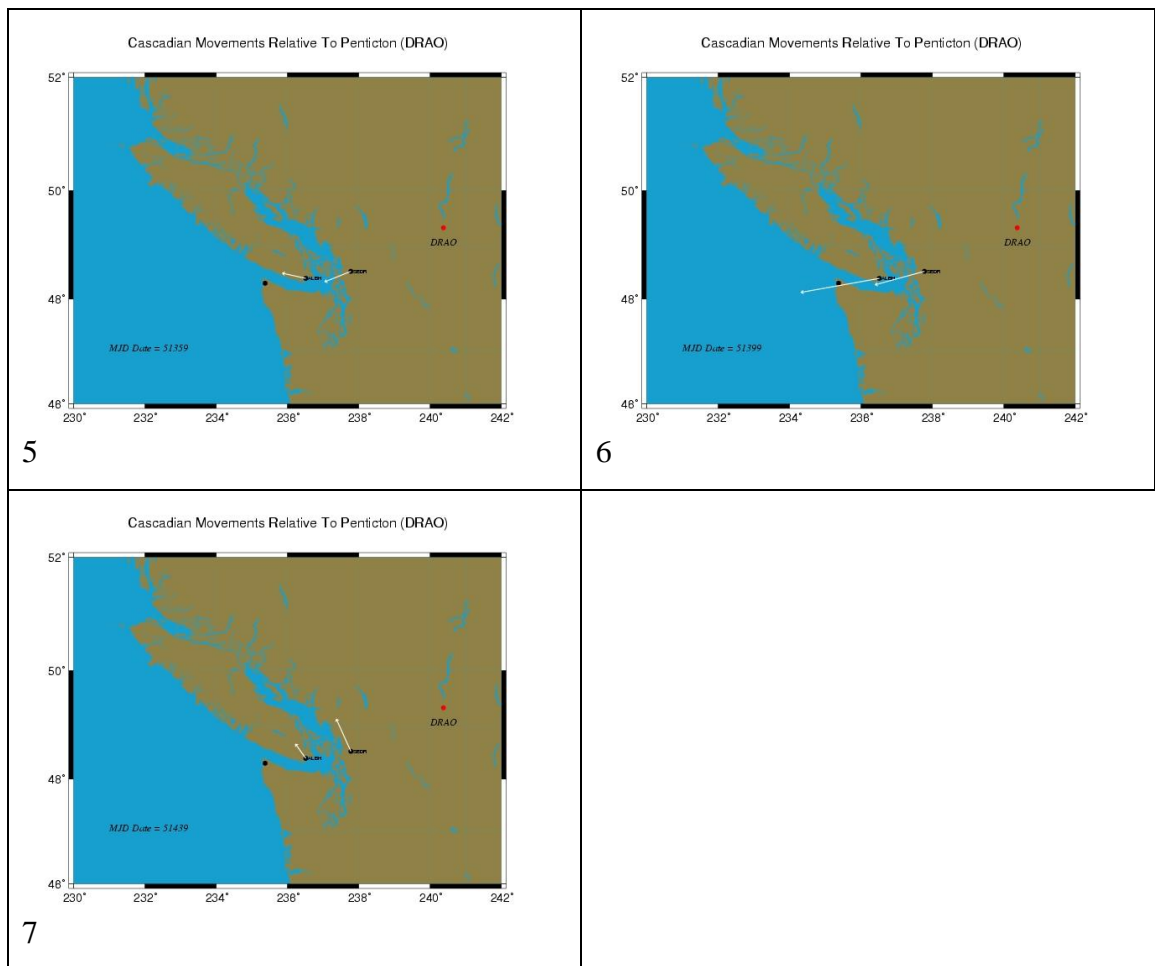 Cascadian Movements Relative To Penticton (DRAO)
52°
50°
DRAO
48°
MJD Date = 51359
46°
230° 232° 234° 236° 238° 240° 242°
5
Cascadian Movements Relative To Penticton (DRAO)
52°
50°
DRAO
48°
MJD Date = 51399
46°
230° 232° 234° 236° 238° 240° 242°
6
Cascadian Movements Relative To Penticton (DRAO)
52°
50°
DRAO
48°
MJD Date = 51439
46°
230° 232° 234° 236° 238° 240° 242°
7